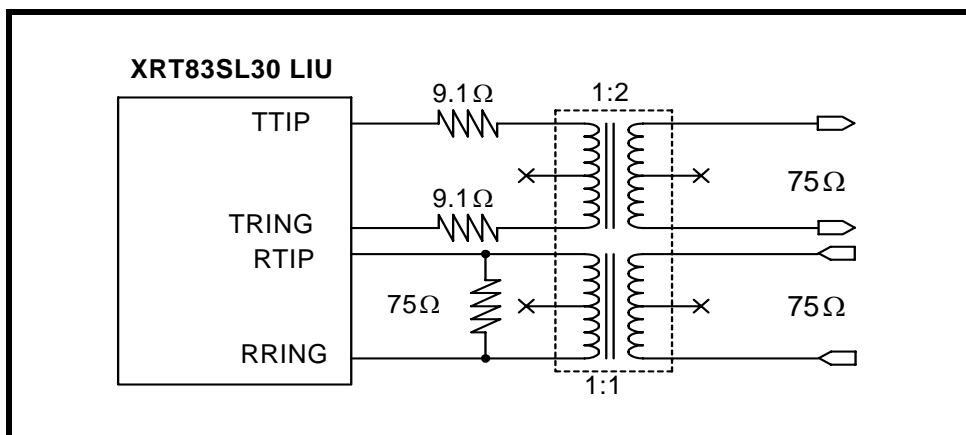 XRT83SL30 LIU
9.1Ω
1:2
TTIP
75Ω
9.1Ω
TRING
RTIP
75Ω
75Ω
RRING
1:1